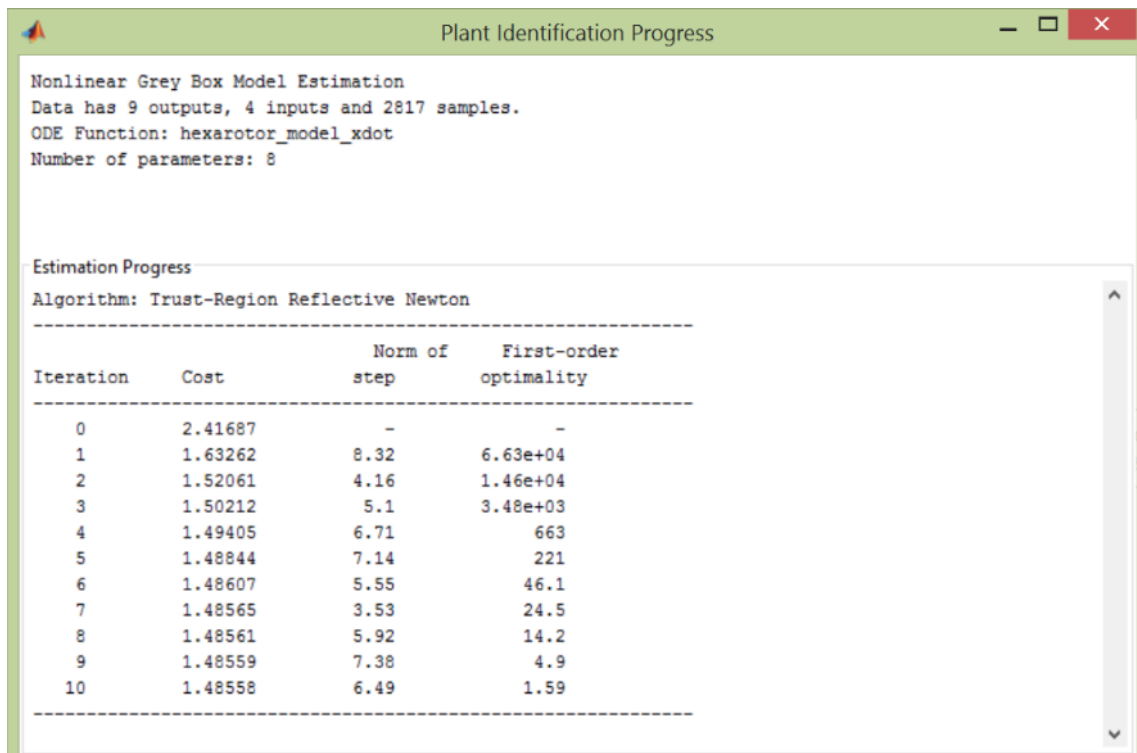 Plant Identification Progress
Nonlinear Grey Box Model Estimation
Data has 9 outputs, 4 inputs and 2817 samples.
ODE Function: hexarotor_model_xdot
Number of parameters: 8
Estimation Progress
Algorithm: Trust-Region Reflective Newton
------------------------------------------------------------------
Norm of First-order
Iteration Cost step optimality
------------------------------------------------------------------
0 2.41687 - -
1 1.63262 8.32 6.63e+04
2 1.52061 4.16 1.46e+04
3 1.50212 5.1 3.48e+03
4 1.49405 6.71 663
5 1.48844 7.14 221
6 1.48607 5.55 46.1
7 1.48565 3.53 24.5
8 1.48561 5.92 14.2
9 1.48559 7.38 4.9
10 1.48558 6.49 1.59
------------------------------------------------------------------